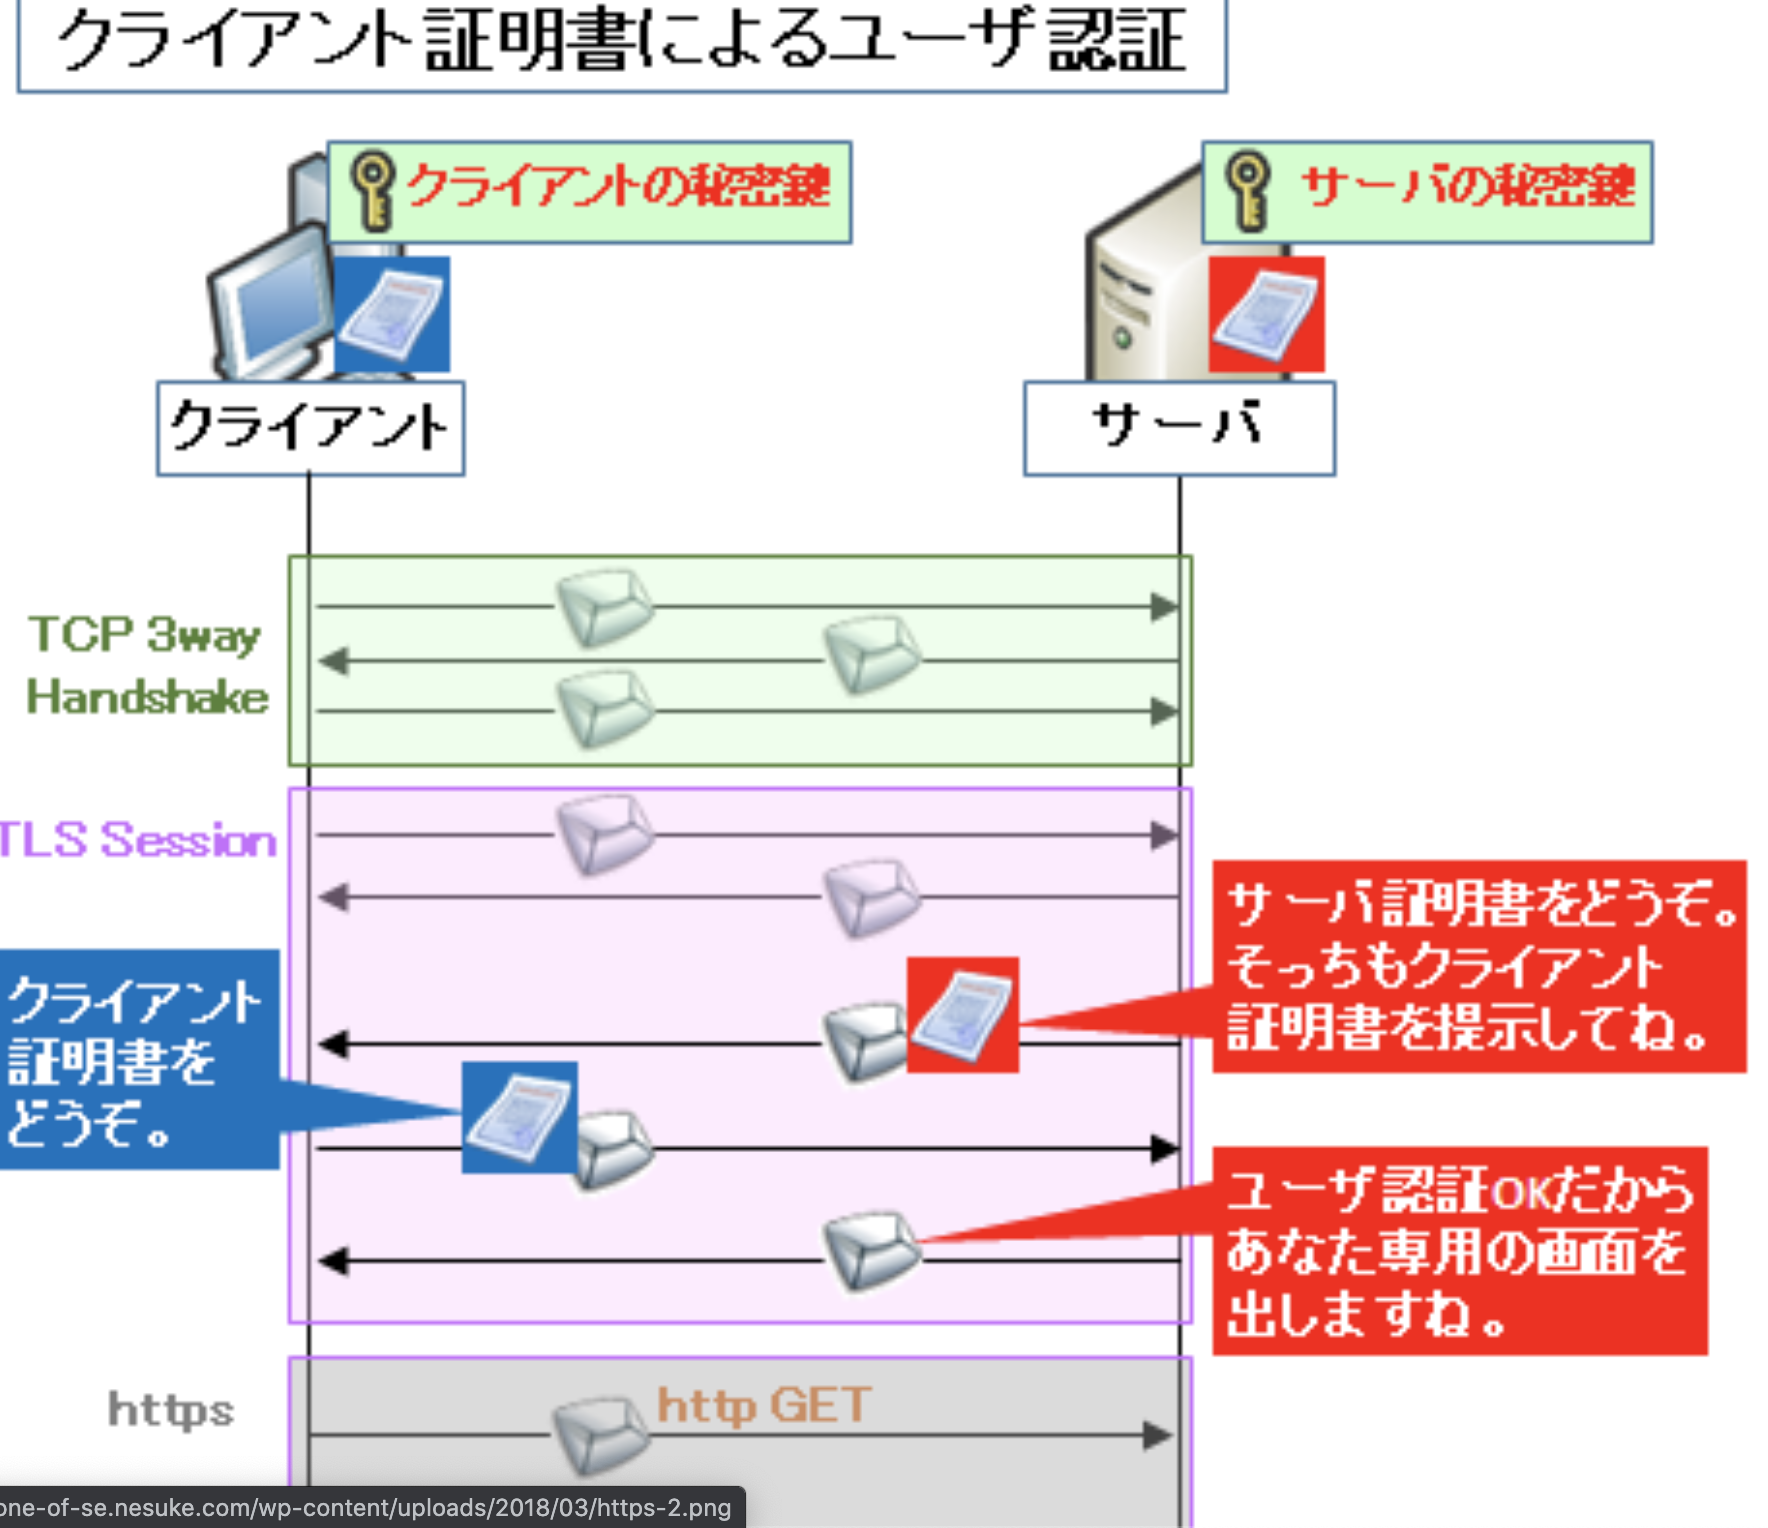 クライアント証明書によるユーザ認証
クライアントの秘密鍵
サーバの秘密鍵
クライアント
サーバ
TCP 3way
Handshake
TLS Session
サーバ証明書をどうぞ。
そっちもクライアント
証明書を提示してね。
クライアント
証明書を
どうぞ。
ユーザ認証OKだから
あなた専用の画面を
出しますね。
https
http GET
one-of-se.nesuke.com/wp-content/uploads/2018/03/https-2.png